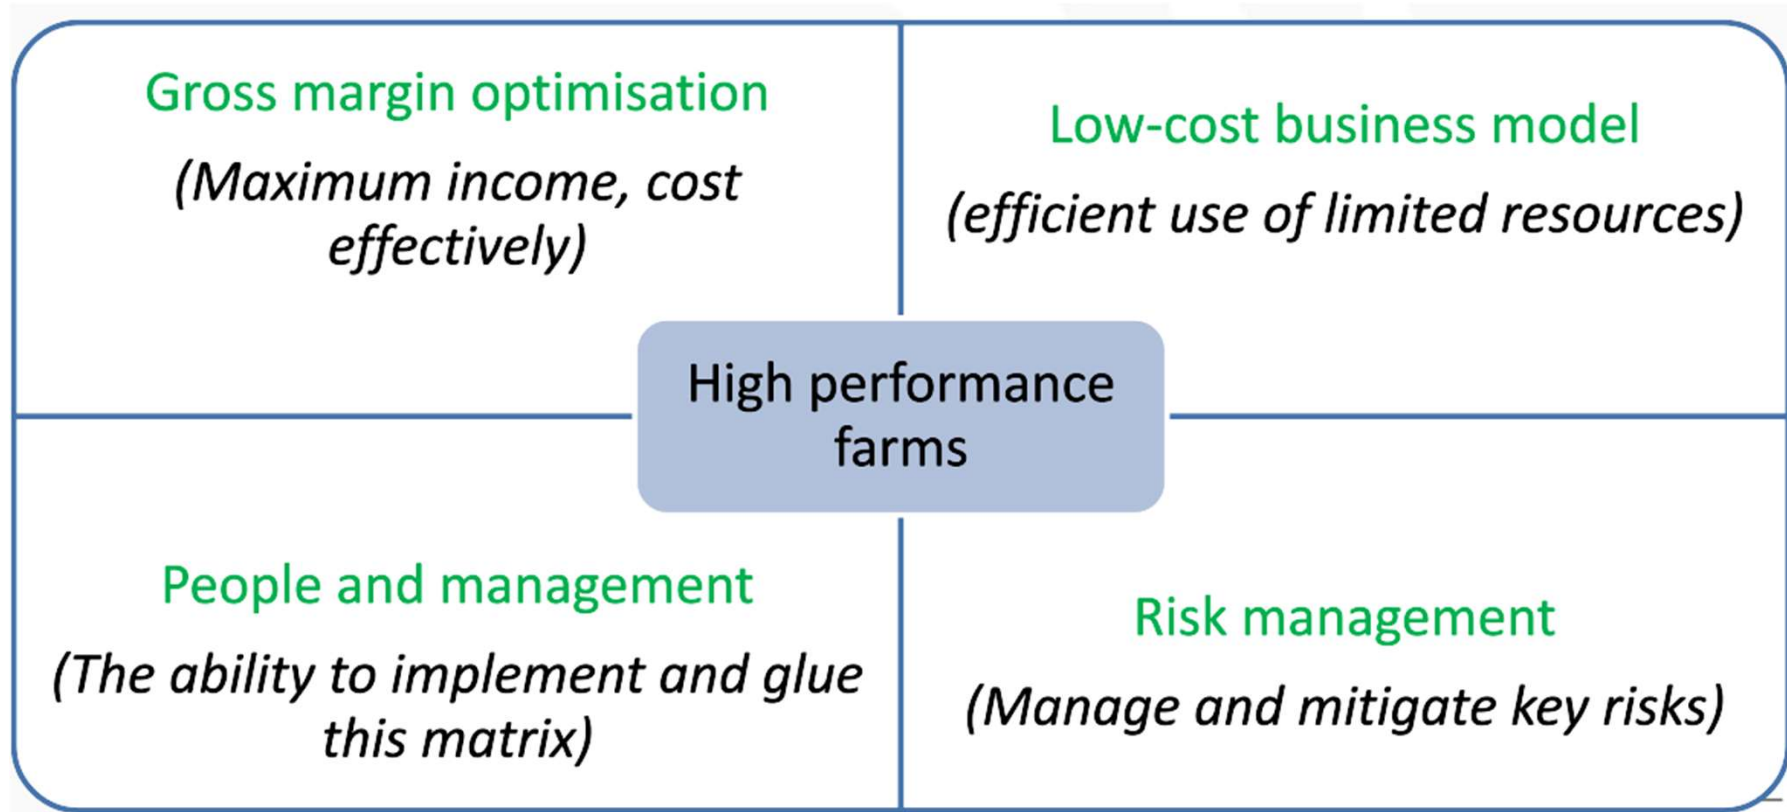 Gross margin optimisation
(Maximum income, cost
effectively)
Low-cost business model
(efficient use of limited resources)
High performance
farms
People and management
(The ability to implement and glue
this matrix)
Risk management
(Manage and mitigate key risks)